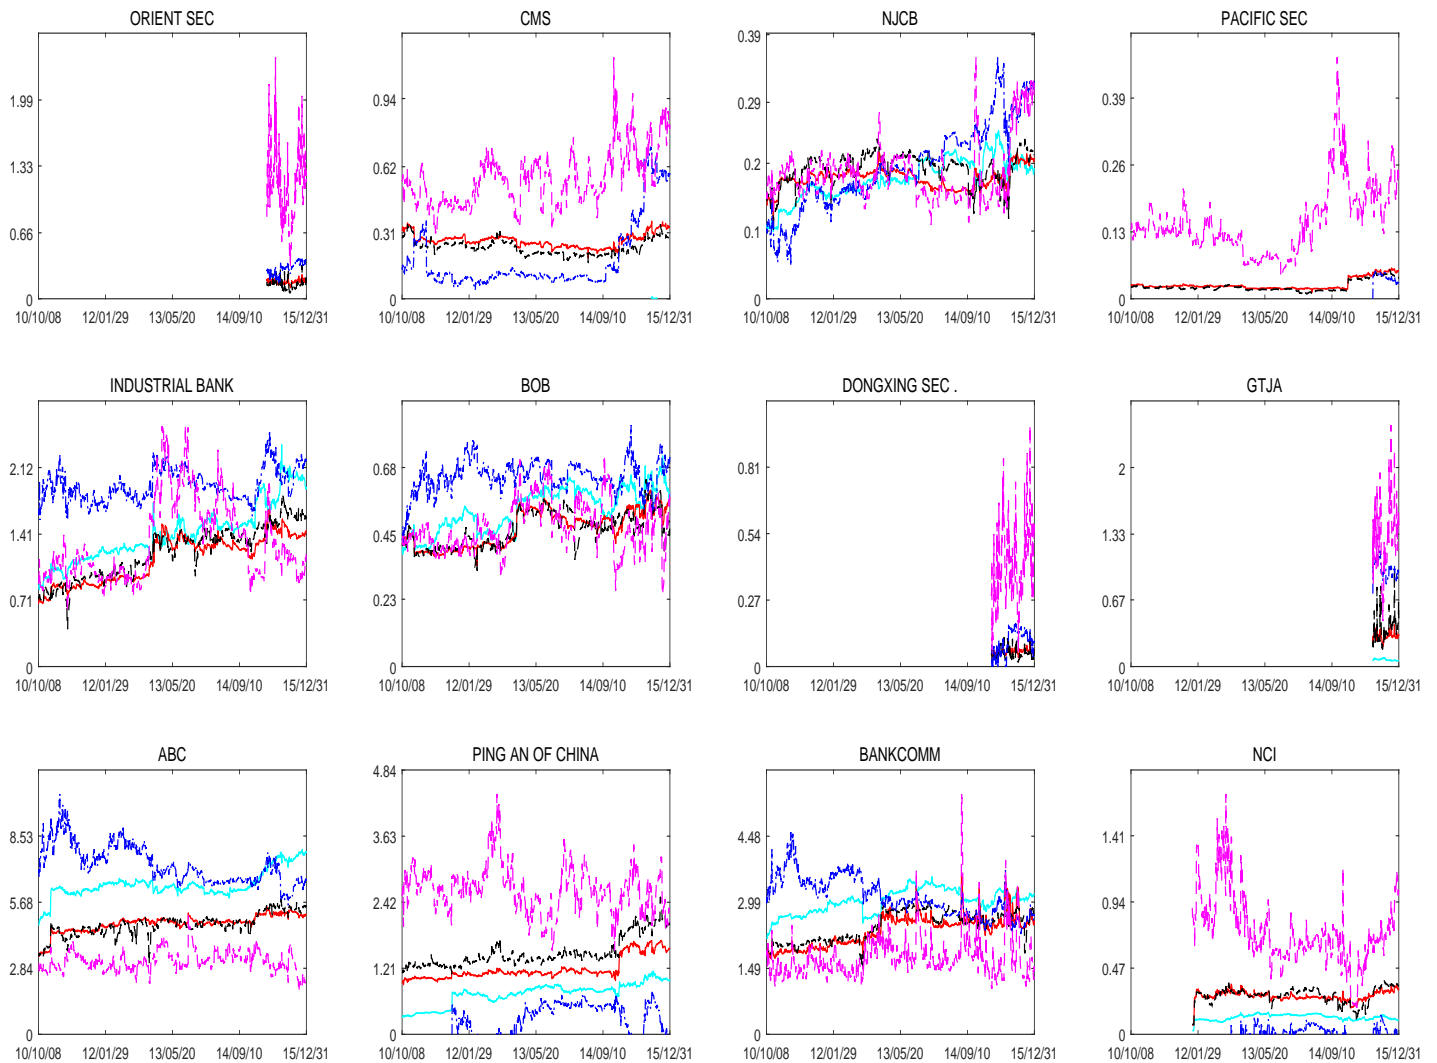 ORIENT SEC CMS NJCB PACIFIC SEC
1.99 0.94 0.39 0.39
1.33 0.62 0.29 0.26
0.66 0.31 0.2 0.13
0.1
0 0 0 0
10/10/08 12/01/29 13/05/20 14/09/10 15/12/31 10/10/08 12/01/29 13/05/20 14/09/10 15/12/31 10/10/08 12/01/29 13/05/20 14/09/10 15/12/31 10/10/08 12/01/29 13/05/20 14/09/10 15/12/31
INDUSTRIAL BANK BOB DONGXING SEC . GTJA
2.12 0.68 0.81 2
1.41 0.45 0.54 1.33
0.71 0.23 0.27 0.67
0 0 0 0
10/10/08 12/01/29 13/05/20 14/09/10 15/12/31 10/10/08 12/01/29 13/05/20 14/09/10 15/12/31 10/10/08 12/01/29 13/05/20 14/09/10 15/12/31 10/10/08 12/01/29 13/05/20 14/09/10 15/12/31
ABC PING AN OF CHINA BANKCOMM NCI
4.84
8.53 3.63 4.48 1.41
5.68 2.42 2.99 0.94
2.84 1.21 1.49 0.47
0 0 0 0
10/10/08 12/01/29 13/05/20 14/09/10 15/12/31 10/10/08 12/01/29 13/05/20 14/09/10 15/12/31 10/10/08 12/01/29 13/05/20 14/09/10 15/12/31 10/10/08 12/01/29 13/05/20 14/09/10 15/12/31